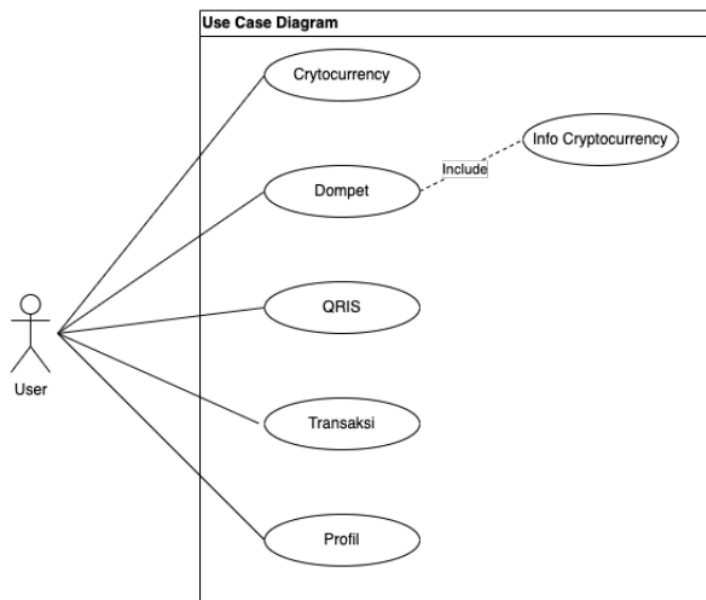 Use Case Diagram
Crytocurrency
Info Cryptocurrency
Include
Dompet
QRIS
User
Transaksi
Profil